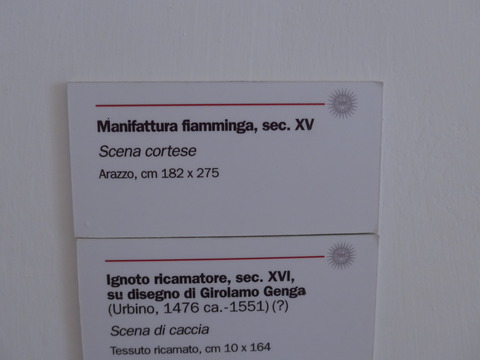 Manifattura fiamminga, sec. XV
Scena cortese
Arazzo, cm 182 x 275
Ignoto ricamatore, sec. XVI,
su disegno di Girolamo Genga
(Urbino, 1476 ca.-1551) (?)
Scena di caccia
Tessuto ricamato, cm 10 x 164